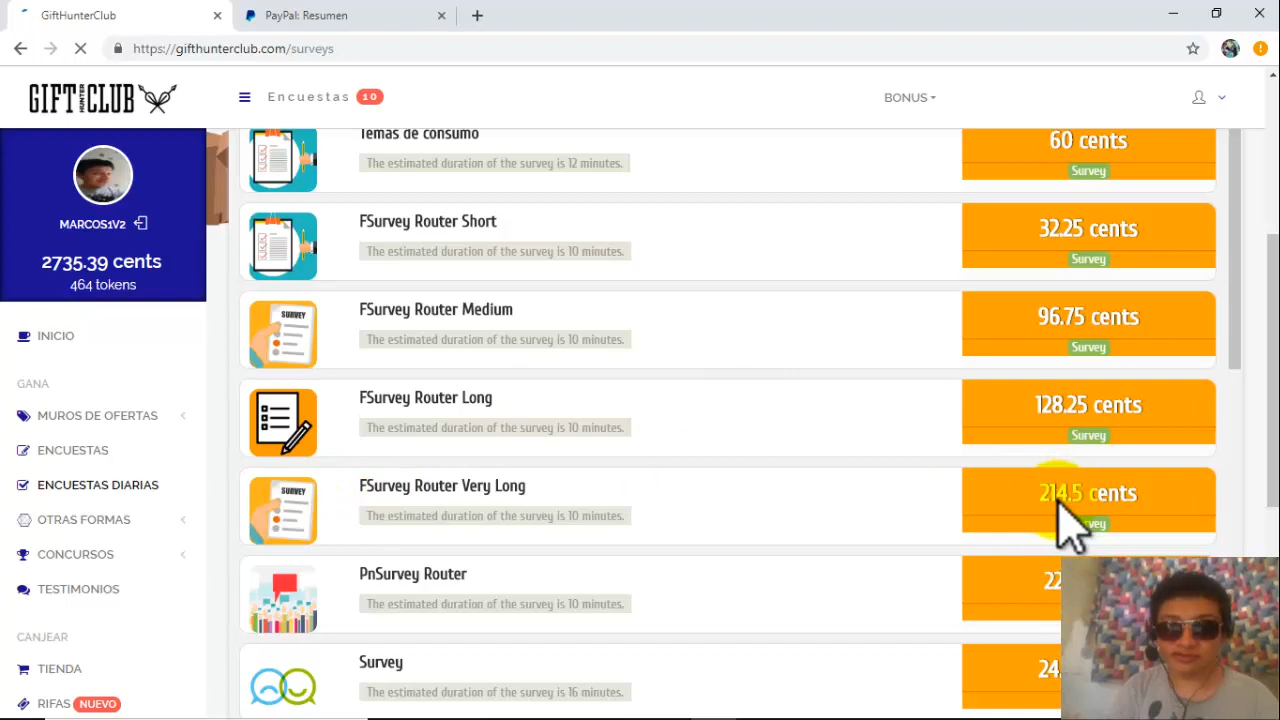 GiftHunterClub
PayPal: Resumen
https://gifthunterclub.com/surveys
GIFT HUNTER CLUB
Encuestas 10
BONUS
MARCOS1V2
2735.39 cents
464 tokens
INICIO
GANA
MUROS DE OFERTAS
ENCUESTAS
ENCUESTAS DIARIAS
OTRAS FORMAS
CONCURSOS
TESTIMONIOS
CANJEAR
TIENDA
RIFAS NUEVO
Temas de consumo
The estimated duration of the survey is 12 minutes.
60 cents
Survey
FSurvey Router Short
The estimated duration of the survey is 10 minutes.
32.25 cents
Survey
SURVEY
FSurvey Router Medium
The estimated duration of the survey is 10 minutes.
96.75 cents
Survey
FSurvey Router Long
The estimated duration of the survey is 10 minutes.
128.25 cents
Survey
SURVEY
FSurvey Router Very Long
The estimated duration of the survey is 10 minutes.
214.5 cents
PnSurvey Router
The estimated duration of the survey is 10 minutes.
Survey
The estimated duration of the survey is 16 minutes.